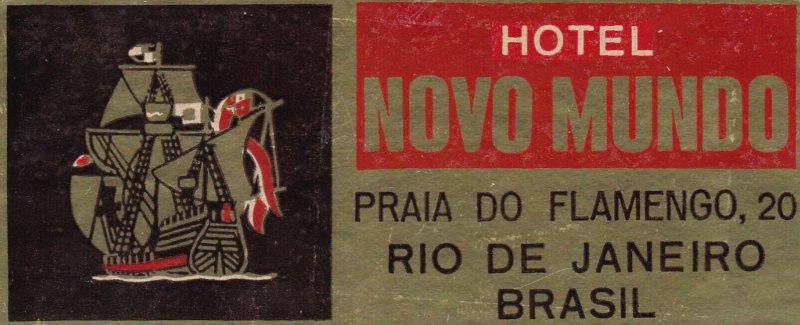 HOTEL
NOVO MUNDO
PRAIA DO FLAMENGO, 20
RIO DE JANEIRO
BRASIL